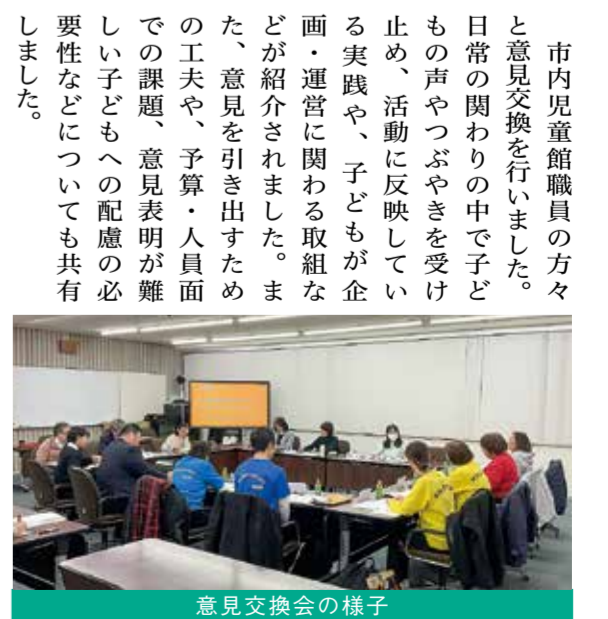 市内児童館職員の方々
と意見交換を行いました。
日常の関わりの中で子ど
もの声やつぶやきを受け
止め、活動に反映してい
る実践や、子どもが企
画・運営に関わる取組な
どが紹介されました。ま
た、意見を引き出すため
の工夫や、予算・人員面
での課題、意見表明が難
しい子どもへの配慮の必
要性などについても共有
しました。
意見交換会の様子